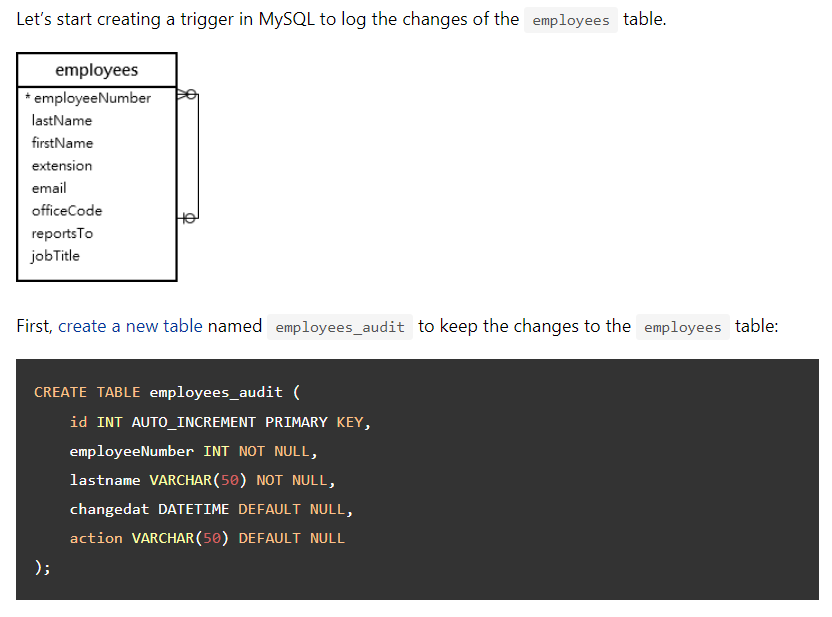 Let's start creating a trigger in MySQL to log the changes of the employees table.
employees
* employeeNumber
lastName
firstName
extension
email
officeCode
reportsTo
jobTitle
First, create a new table named employees_audit to keep the changes to the employees table:
CREATE TABLE employees_audit (
    id INT AUTO_INCREMENT PRIMARY KEY,
    employeeNumber INT NOT NULL,
    lastname VARCHAR(50) NOT NULL,
    changedat DATETIME DEFAULT NULL,
    action VARCHAR(50) DEFAULT NULL
);